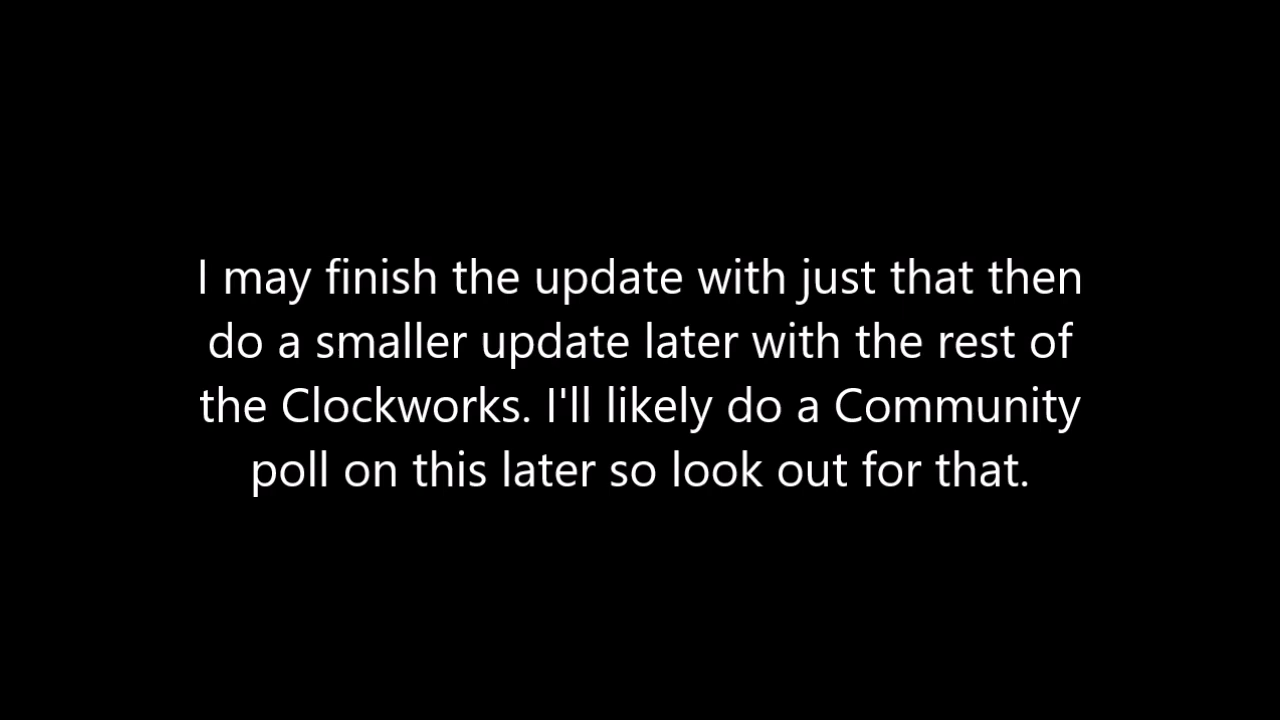 I may finish the update with just that then
do a smaller update later with the rest of
the Clockworks. I'll likely do a Community
poll on this later so look out for that.